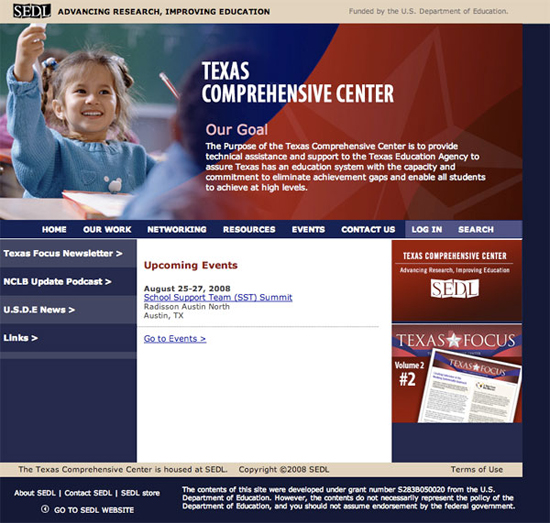 SEDL ADVANCING RESEARCH, IMPROVING EDUCATION
Funded by the U.S. Department of Education.
TEXAS
COMPREHENSIVE CENTER
Our Goal
The Purpose of the Texas Comprehensive Center is to provide
technical assistance and support to the Texas Education Agency to
assure Texas has an education system with the capacity and
commitment to eliminate achievement gaps and enable all students
to achieve at high levels.
HOME OUR WORK NETWORKING RESOURCES EVENTS CONTACT US LOG IN SEARCH
Texas Focus Newsletter >
NCLB Update Podcast >
U.S.D.E News >
Links >
Upcoming Events
August 25-27, 2008
School Support Team (SST) Summit
Radisson Austin North
Austin, TX
Go to Events >
TEXAS COMPREHENSIVE CENTER
Advancing Research, Improving Education
SEDL
TEXAS FOCUS
Volume 2
#2
TEXAS FOCUS
The Texas Comprehensive Center is housed at SEDL. Copyright ©2008 SEDL
Terms of Use
About SEDL | Contact SEDL | SEDL store
GO TO SEDL WEBSITE
The contents of this site were developed under grant number S283B050020 from the U.S.
Department of Education. However, the contents do not necessarily represent the policy of the
Department of Education, and you should not assume endorsement by the federal government.